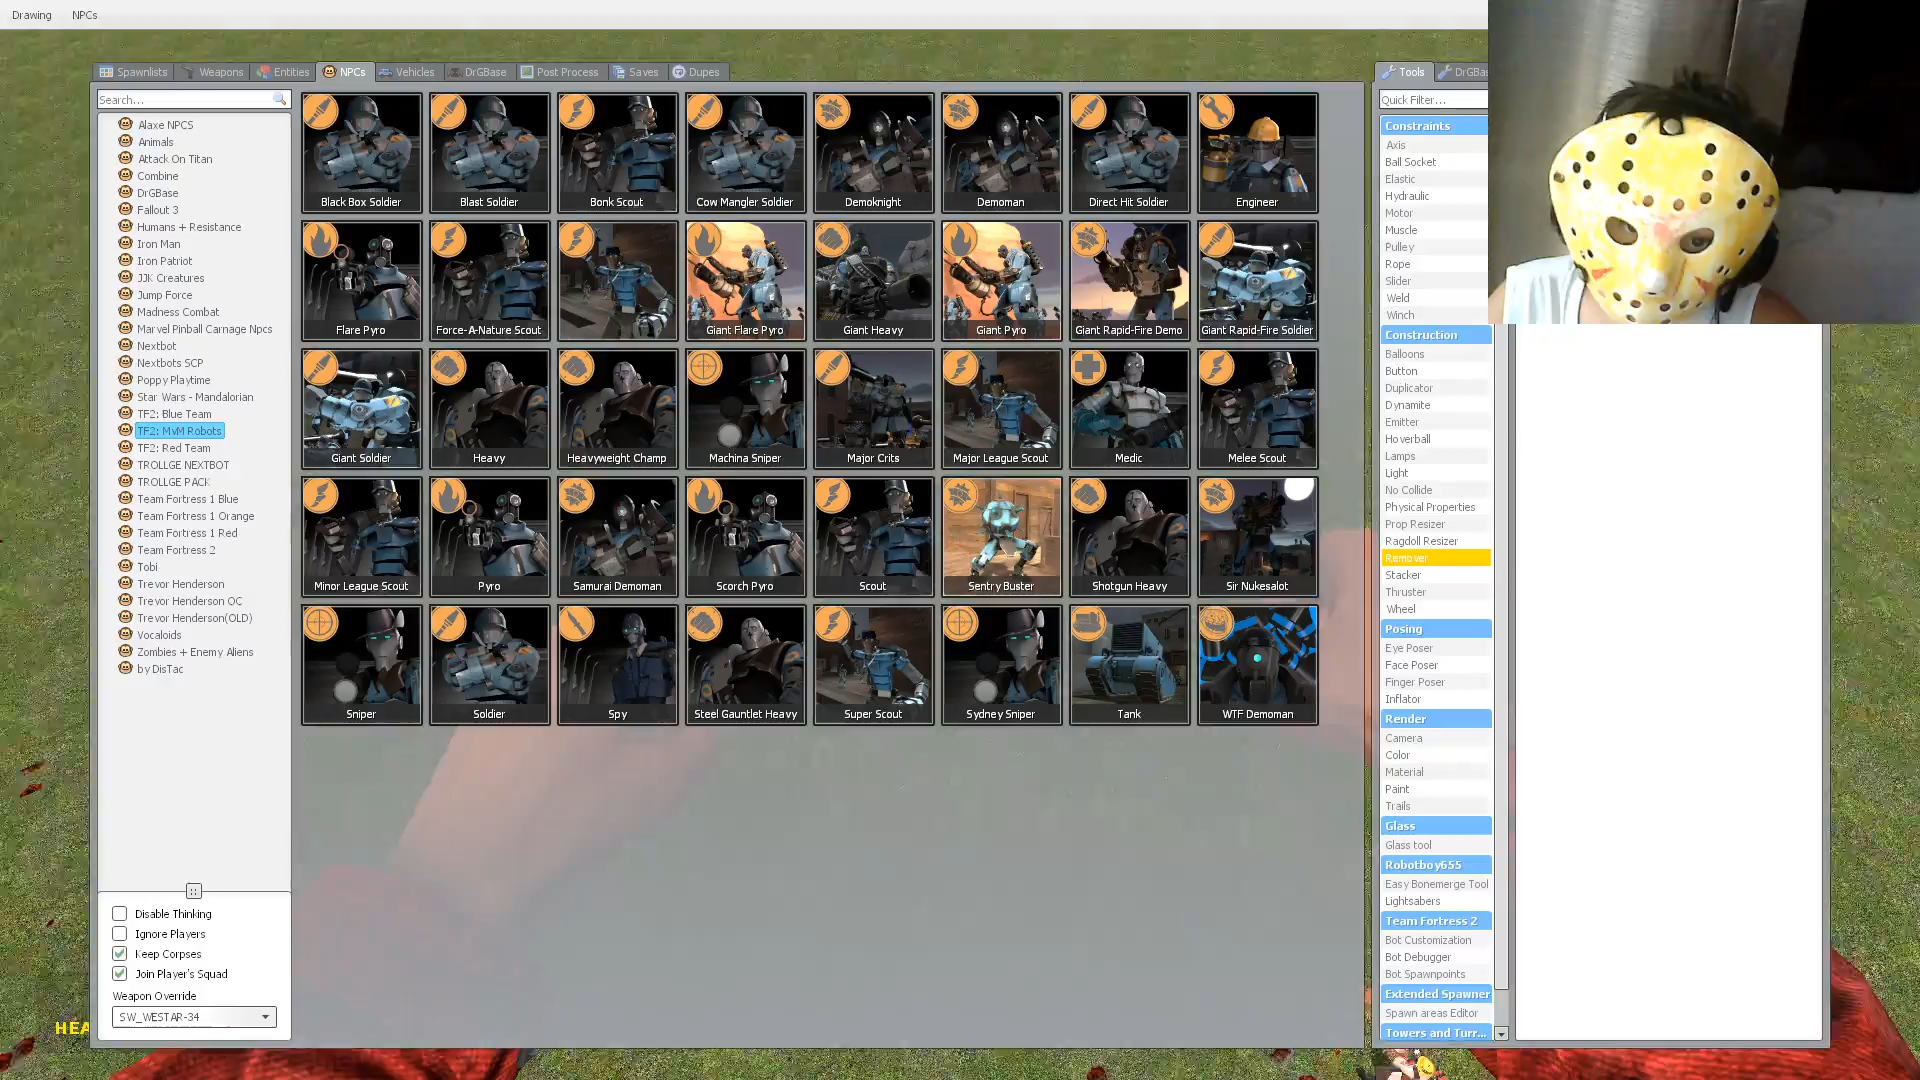 Drawing NPCs
Spawnlists Weapons Entities NPCs Vehicles DrGBase Post Process Saves Dupes
Search...
Alaxe NPCS
Animals
Attack On Titan
Combine
DrGBase
Fallout 3
Humans + Resistance
Iron Man
Iron Patriot
JJK Creatures
Jump Force
Madness Combat
Marvel Pinball Carnage Npcs
Nextbot
Nextbots SCP
Poppy Playtime
Star Wars - Mandalorian
TF2: Blue Team
TF2: MvM Robots
TF2: Red Team
TROLLGE NEXTBOT
TROLLGE PACK
Team Fortress 1 Blue
Team Fortress 1 Orange
Team Fortress 1 Red
Team Fortress 2
Tobi
Trevor Henderson
Trevor Henderson OC
Trevor Henderson(OLD)
Vocaloids
Zombies + Enemy Aliens
by DisTac
Disable Thinking
Ignore Players
Keep Corpses
Join Player's Squad
Weapon Override
SW_WESTAR-34
HEA
Black Box Soldier Blast Soldier Bonk Scout Cow Mangler Soldier Demoknight Demoman Direct Hit Soldier Engineer
Flare Pyro Force-A-Nature Scout Giant Flare Pyro Giant Heavy Giant Pyro Giant Rapid-Fire Demo Giant Rapid-Fire Soldier
Giant Soldier Heavy Heavyweight Champ Machina Sniper Major Crits Major League Scout Medic Melee Scout
Minor League Scout Pyro Samurai Demoman Scorch Pyro Scout Sentry Buster Shotgun Heavy Sir Nukesalot
Sniper Soldier Spy Steel Gauntlet Heavy Super Scout Sydney Sniper Tank WTF Demoman
Tools DrGBas
Quick Filter...
Constraints
Axis
Ball Socket
Elastic
Hydraulic
Motor
Muscle
Pulley
Rope
Slider
Weld
Winch
Construction
Balloons
Button
Duplicator
Dynamite
Emitter
Hoverball
Lamps
Light
No Collide
Physical Properties
Prop Resizer
Ragdoll Resizer
Remover
Stacker
Thruster
Wheel
Posing
Eye Poser
Face Poser
Finger Poser
Inflator
Render
Camera
Color
Material
Paint
Trails
Glass
Glass tool
Robotboy655
Easy Bonemerge Tool
Lightsabers
Team Fortress 2
Bot Customization
Bot Debugger
Bot Spawnpoints
Extended Spawner
Spawn areas Editor
Towers and Turr...